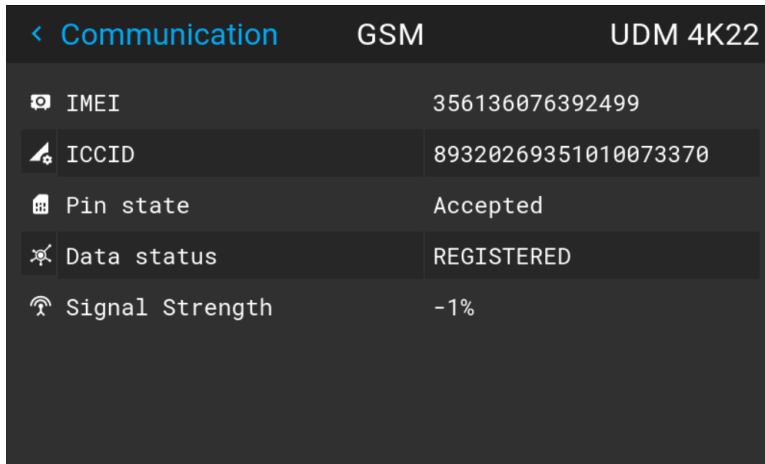 Communication GSM UDM 4K22
IMEI 356136076392499
ICCID 89320269351010073370
Pin state Accepted
Data status REGISTERED
Signal Strength -1%